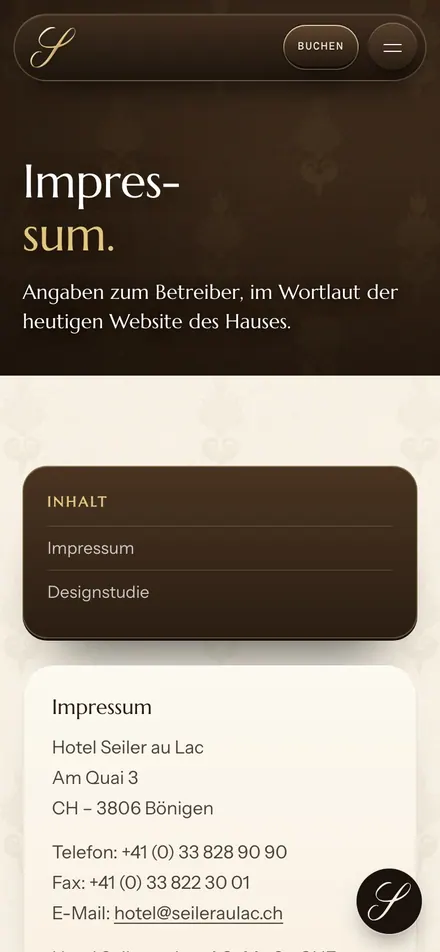 S
BUCHEN
Impres-
sum.
Angaben zum Betreiber, im Wortlaut der
heutigen Website des Hauses.
INHALT
Impressum
Designstudie
Impressum
Hotel Seiler au Lac
Am Quai 3
CH – 3806 Bönigen
Telefon: +41 (0) 33 828 90 90
Fax: +41 (0) 33 822 30 01
E-Mail: hotel@seileraulac.ch
S